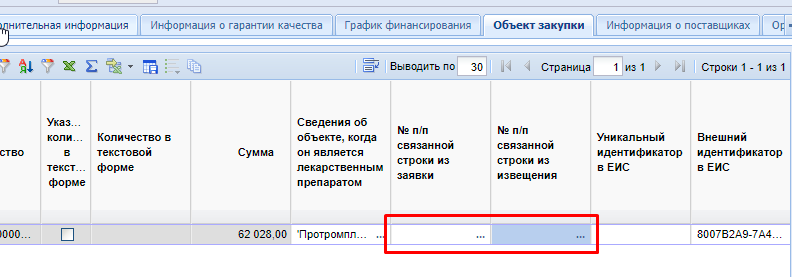 олнительная информация Информация о гарантии качества График финансирования Объект закупки Информация о поставщиках Ор
Выводить по 30 Страница 1 из 1 Строки 1 - 1 из 1
ство
Указ...
коли...
в
текст...
форме
Количество в
текстовой
форме
Сумма
Сведения об
объекте, когда
он является
лекарственным
препаратом
№ п/п
связанной
строки из
заявки
№ п/п
связанной
строки из
извещения
Уникальный
идентификатор
в ЕИС
Внешний
идентификатор
в ЕИС
0000... 62 028,00 'Протромпл... ... ... ... 8007B2A9-7A4...